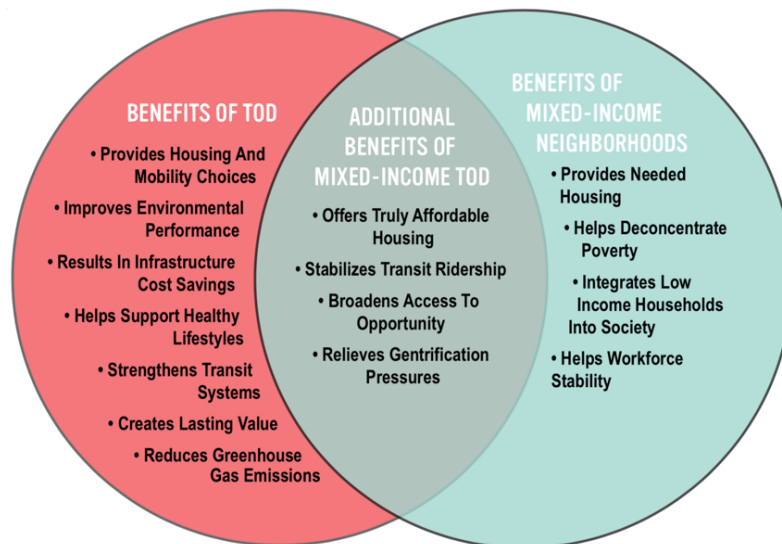 BENEFITS OF TOD
• Provides Housing And
Mobility Choices
• Improves Environmental
Performance
• Results In Infrastructure
Cost Savings
• Helps Support Healthy
Lifestyles
• Strengthens Transit
Systems
• Creates Lasting Value
• Reduces Greenhouse
Gas Emissions
ADDITIONAL
BENEFITS OF
MIXED-INCOME TOD
• Offers Truly Affordable
Housing
• Stabilizes Transit Ridership
• Broadens Access To
Opportunity
• Relieves Gentrification
Pressures
BENEFITS OF
MIXED-INCOME
NEIGHBORHOODS
• Provides Needed
Housing
• Helps Deconcentrate
Poverty
• Integrates Low
Income Households
Into Society
• Helps Workforce
Stability